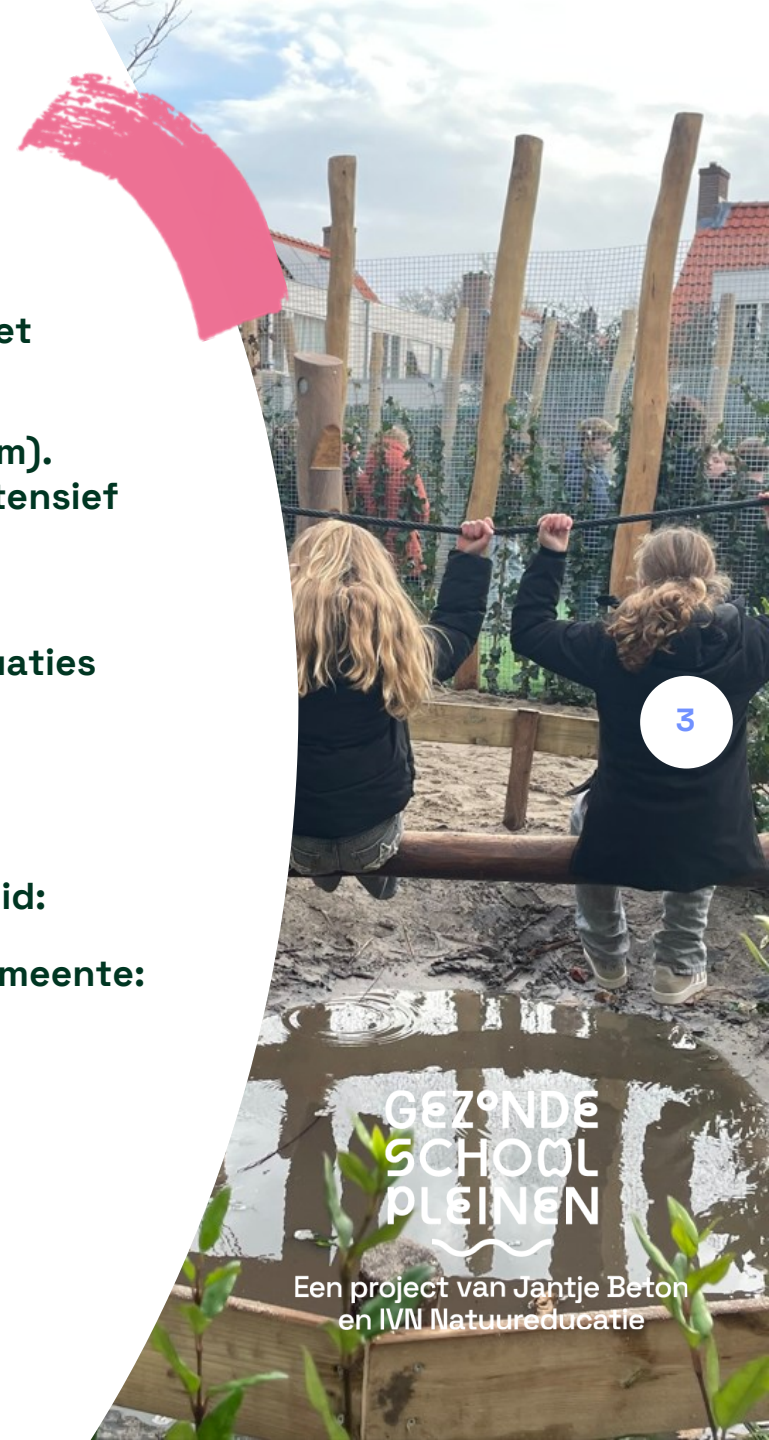 et
m).
tensief
uaties
3
id:
meente:
GEZONDE
SCHOOL
PLEINEN
Een project van Jantje Beton
en IVN Natuureducatie